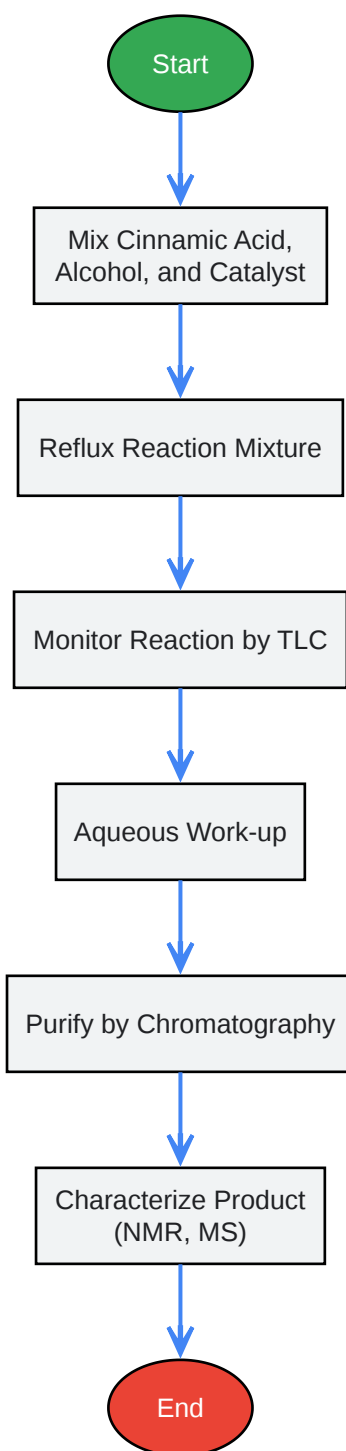 Start
Mix Cinnamic Acid,
Alcohol, and Catalyst
Reflux Reaction Mixture
Monitor Reaction by TLC
Aqueous Work-up
Purify by Chromatography
Characterize Product
(NMR, MS)
End